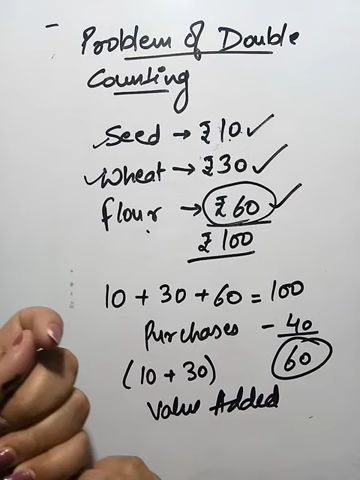 Problem of Double
Counting
Seed → ₹10 ✓
Wheat → ₹30 ✓
flour → ₹60 ✓
₹100
10 + 30 + 60 = 100
Purchases - 40
(10 + 30) 60
Value Added